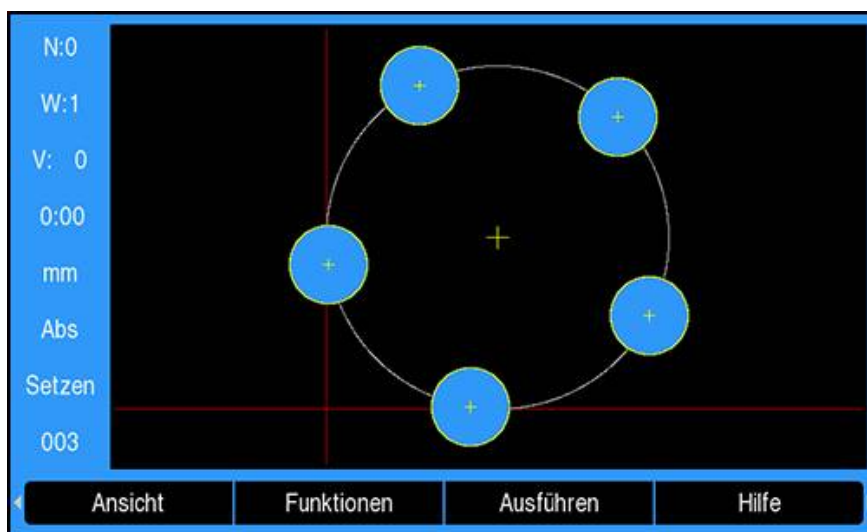 N:0
W:1
V: 0
0:00
mm
Abs
Setzen
003
Ansicht Funktionen Ausführen Hilfe